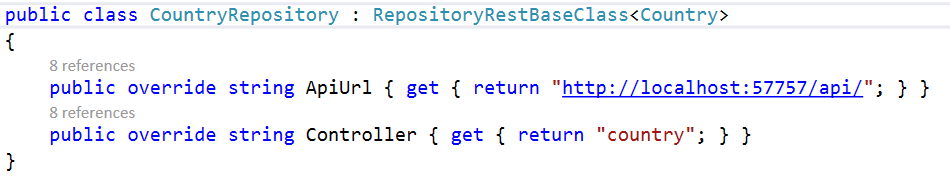 public class CountryRepository : RepositoryRestBaseClass<Country>
{
8 references
public override string ApiUrl { get { return "http://localhost:57757/api/"; } }
8 references
public override string Controller { get { return "country"; } }
}